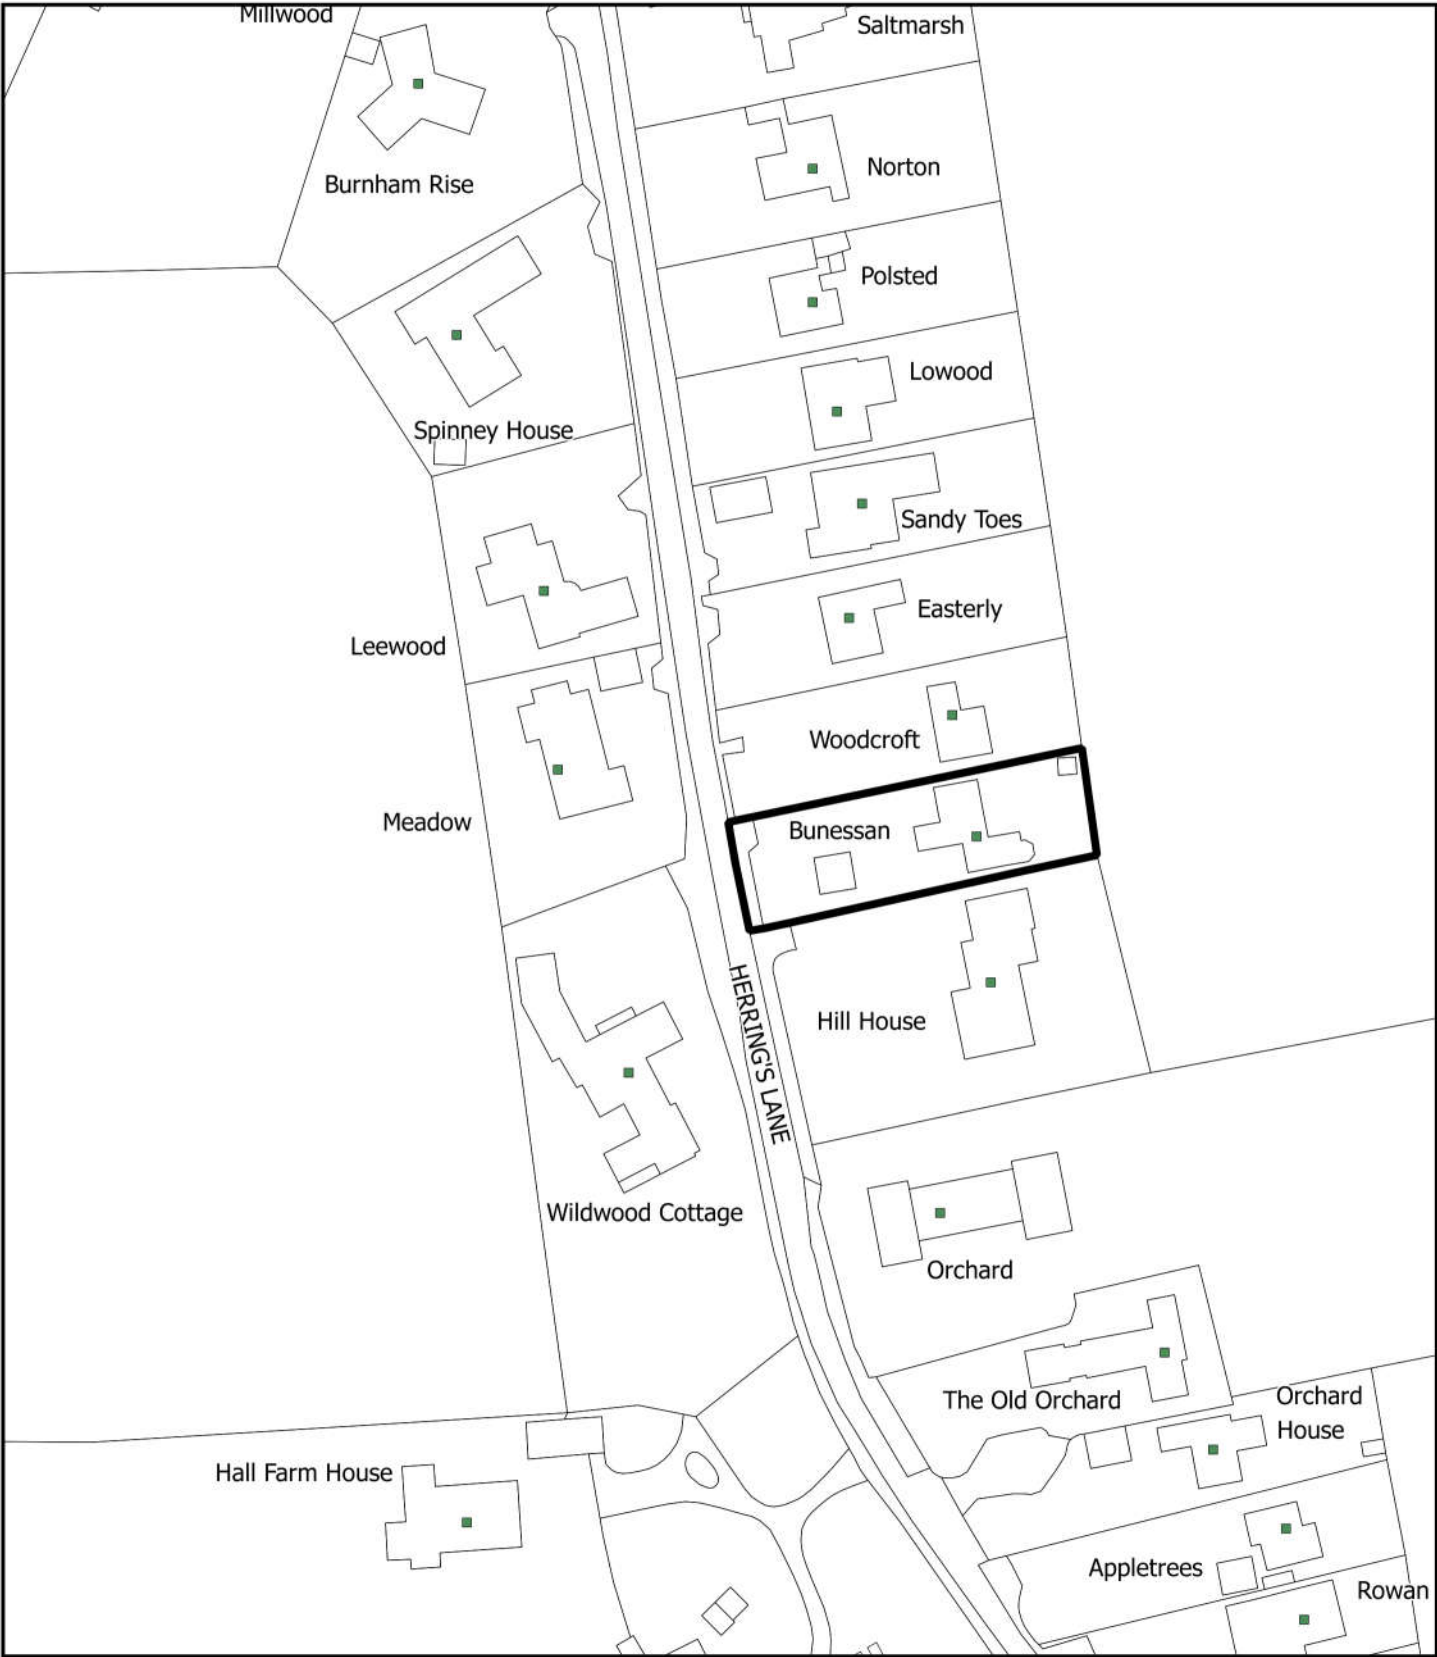 Millwood
Saltmarsh
Norton
Burnham Rise
Polsted
Lowood
Spinney House
Sandy Toes
Easterly
Leewood
Woodcroft
Meadow
Bunessan
HERRING'S LANE
Hill House
Wildwood Cottage
Orchard
The Old Orchard
Orchard
House
Hall Farm House
Appletrees
Rowan